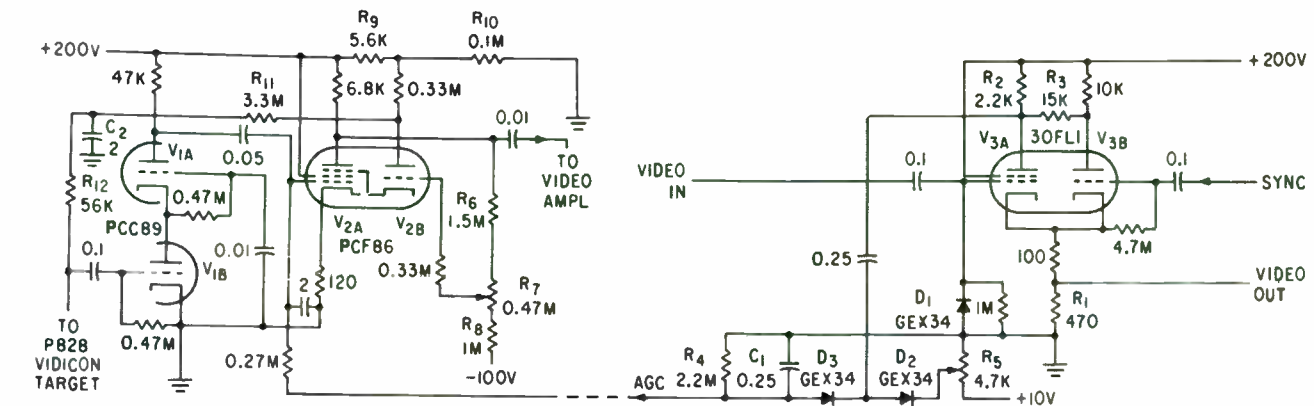 +200V
47K
R9
5.6K
R10
0.1M
R11
3.3M
6.8K
0.33M
C2
2
V1A
0.05
0.01
TO
VIDEO
AMPL
R12
56K
0.47M
PCC89
V2A
V2B
PCF86
R6
1.5M
0.1
V1B
0.01
120
0.33M
2
R7
0.47M
TO
P828
VIDICON
TARGET
0.47M
0.27M
R8
1M
-100V
+200V
R2
2.2K
R3
15K
10K
V3A
30FL1
V3B
VIDEO
IN
0.1
0.1
SYNC
4.7M
0.25
100
VIDEO
OUT
D1
GEX34
1M
R1
470
R4
2.2M
C1
0.25
D3
GEX34
D2
GEX34
R5
4.7K
AGC
+10V